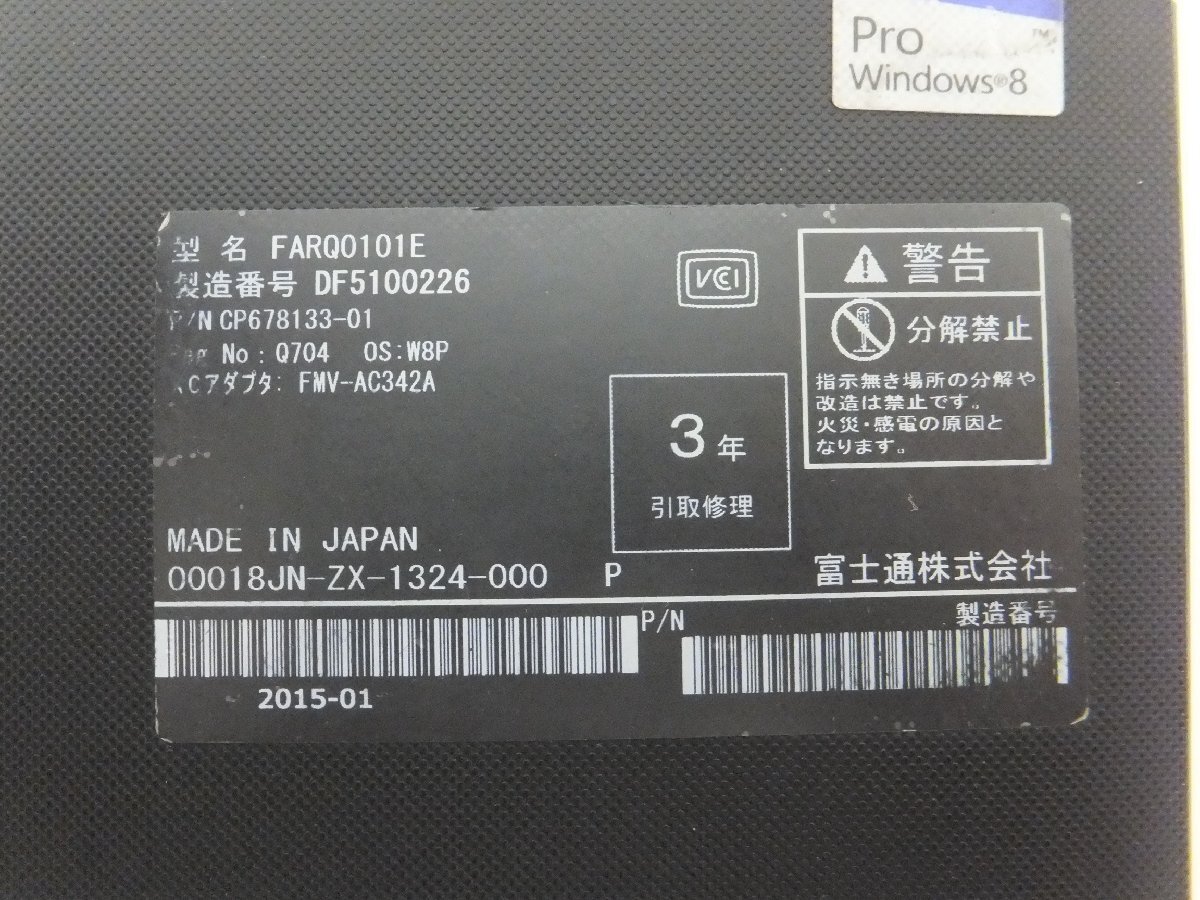 Pro
Windows®8
型 名 FARQ0101E
製造番号 DF5100226
P/N CP678133-01
No : Q704 OS:W8P
ACアダプタ: FMV-AC342A
VCCI
警告
分解禁止
指示無き場所の分解や
改造は禁止です。
火災・感電の原因と
なります。
3年
引取修理
MADE IN JAPAN
00018JN-ZX-1324-000 P
富士通株式会社
P/N
製造番号
2015-01